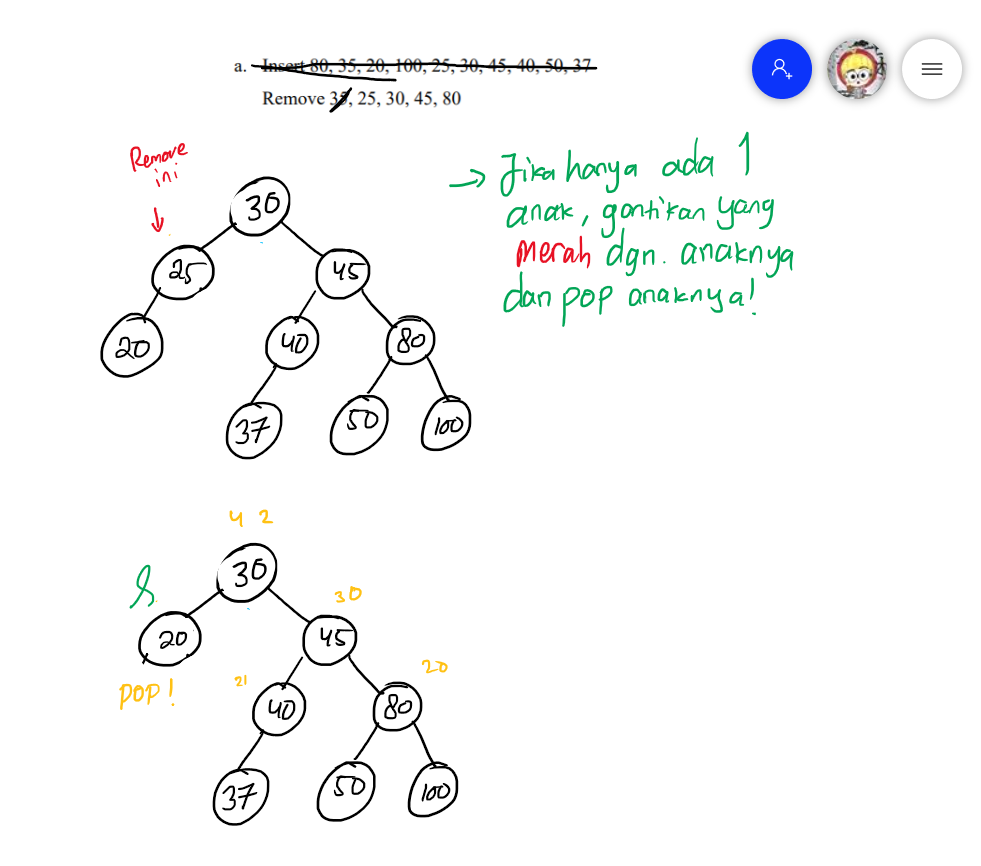 a. Insert 80, 35, 20, 100, 25, 30, 45, 40, 50, 37
Remove 35, 25, 30, 45, 80
Remove
ini
30
25 45
20 40 80
37 50 100
→ Jika hanya ada 1
anak, gantikan yang
merah dgn. anaknya
dan pop anaknya!
4 2
30
30
20 45
POP! 21 20
40 80
37 50 100